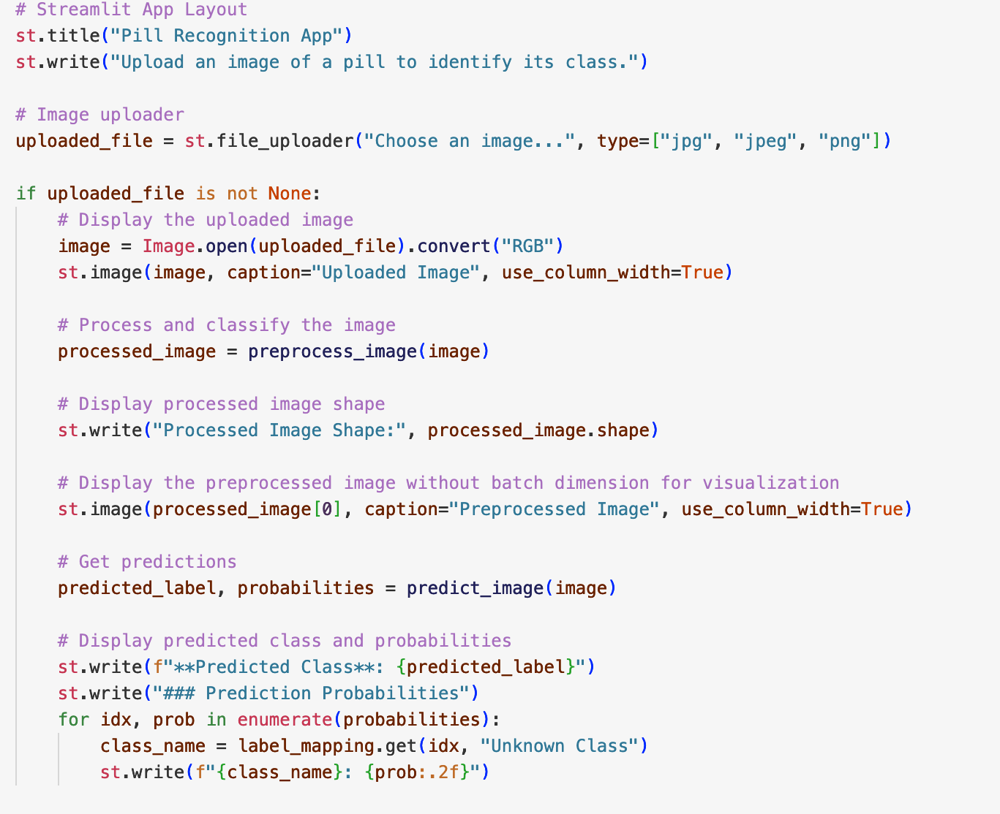 # Streamlit App Layout
st.title("Pill Recognition App")
st.write("Upload an image of a pill to identify its class.")

# Image uploader
uploaded_file = st.file_uploader("Choose an image...", type=["jpg", "jpeg", "png"])

if uploaded_file is not None:
    # Display the uploaded image
    image = Image.open(uploaded_file).convert("RGB")
    st.image(image, caption="Uploaded Image", use_column_width=True)

    # Process and classify the image
    processed_image = preprocess_image(image)

    # Display processed image shape
    st.write("Processed Image Shape:", processed_image.shape)

    # Display the preprocessed image without batch dimension for visualization
    st.image(processed_image[0], caption="Preprocessed Image", use_column_width=True)

    # Get predictions
    predicted_label, probabilities = predict_image(image)

    # Display predicted class and probabilities
    st.write(f"**Predicted Class**: {predicted_label}")
    st.write("### Prediction Probabilities")
    for idx, prob in enumerate(probabilities):
        class_name = label_mapping.get(idx, "Unknown Class")
        st.write(f"{class_name}: {prob:.2f}")